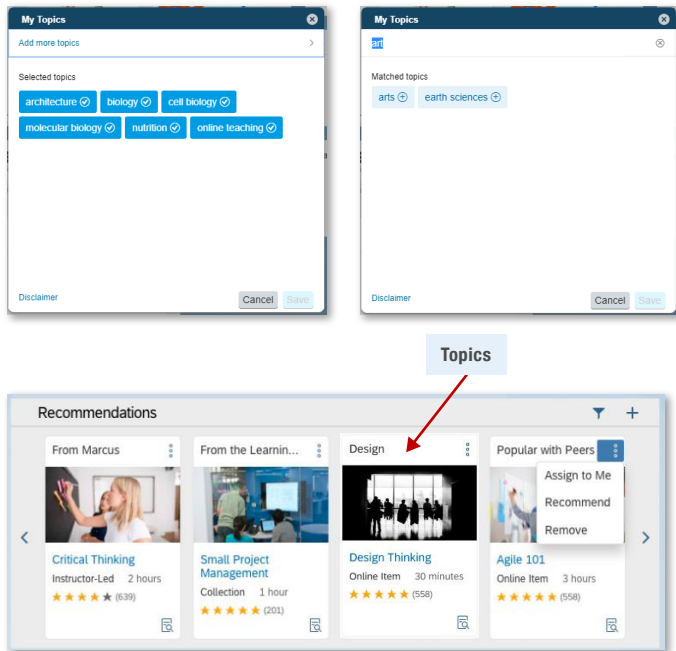 My Topics
Add more topics
Selected topics
architecture
biology
cell biology
molecular biology
nutrition
online teaching
Disclaimer
Cancel
Save
My Topics
art
Matched topics
arts
earth sciences
Disclaimer
Cancel
Save
Topics
Recommendations
From Marcus
Critical Thinking
Instructor-Led 2 hours
(639)
From the Learnin...
Small Project
Management
Collection 1 hour
(201)
Design
Design Thinking
Online Item 30 minutes
(558)
Popular with Peers
Assign to Me
Recommend
Remove
Agile 101
Online Item 3 hours
(558)